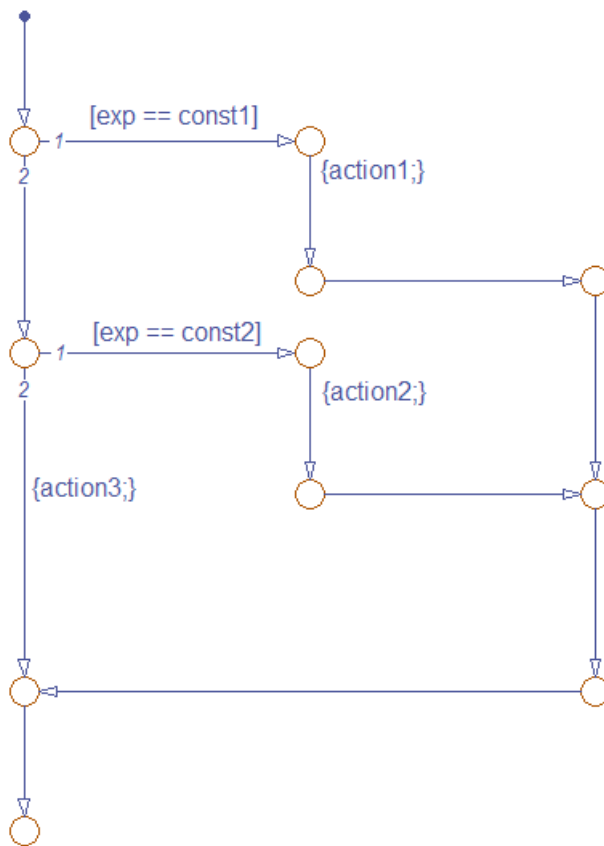 [exp == const1]
1
{action1;}
2
[exp == const2]
1
{action2;}
2
{action3;}